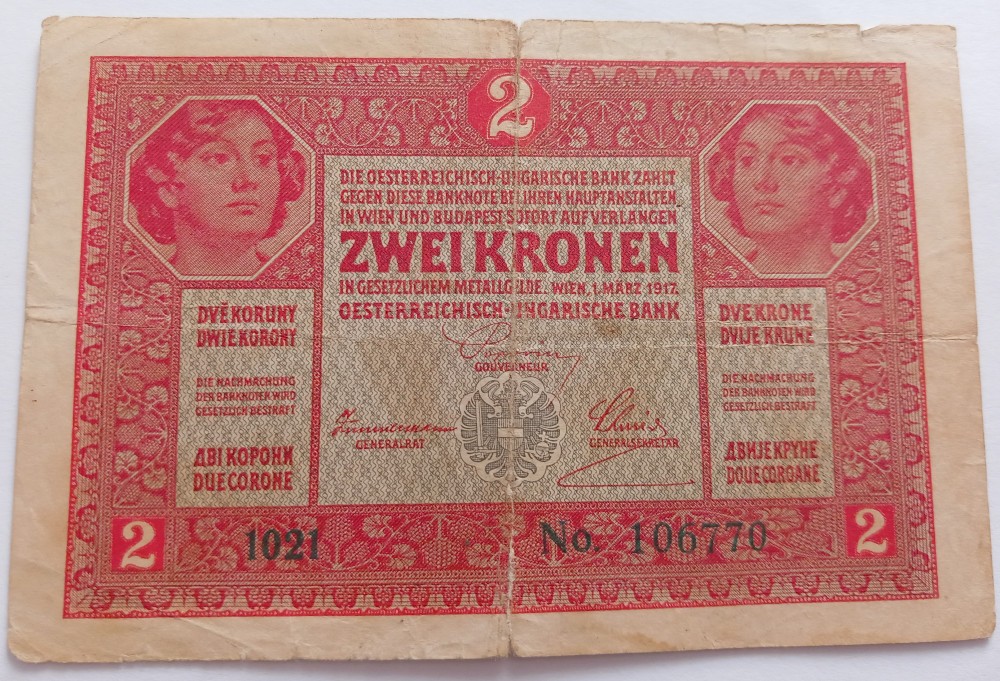 2
DIE OESTERREICHISCH-UNGARISCHE BANK ZAHLT
GEGEN DIESE BANKNOTE BEI IHREN HAUPTANSTALTEN
IN WIEN UND BUDAPEST SOFORT AUF VERLANGEN
ZWEI KRONEN
IN GESETZLICHEM METALLGELDE. WIEN, 1. MÄRZ 1917.
OESTERREICHISCH-UNGARISCHE BANK
GOUVERNEUR
GENERALRAT
GENERALSEKRETÄR
DVĚ KORUNY
DWIE KORONY
DIE NACHMACHUNG
DER BANKNOTEN WIRD
GESETZLICH BESTRAFT
ДВІ КОРОНИ
DUE CORONE
DVE KRONE
DVIJE KRUNE
DIE NACHMACHUNG
DER BANKNOTEN WIRD
GESETZLICH BESTRAFT
ДВИЈЕ КРУНЕ
DOUE COROANE
2
1021
No. 106770
2